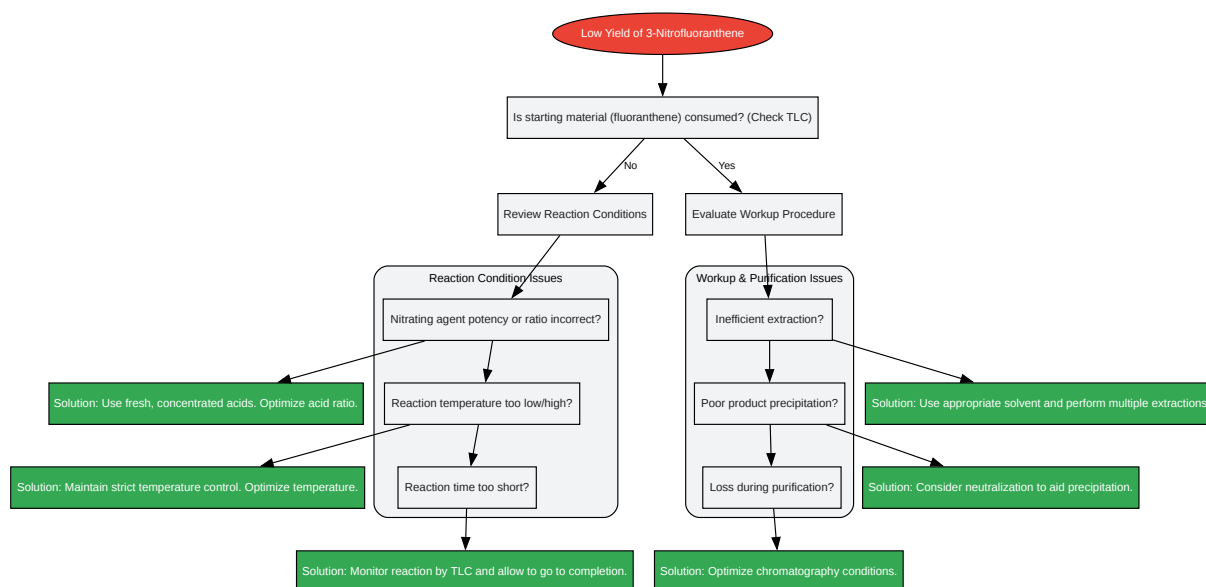 Low Yield of 3-Nitrofluoranthene
Is starting material (fluoranthene) consumed? (Check TLC)
No
Yes
Review Reaction Conditions
Evaluate Workup Procedure
Reaction Condition Issues
Workup & Purification Issues
Nitrating agent potency or ratio incorrect?
Inefficient extraction?
Solution: Use fresh, concentrated acids. Optimize acid ratio.
Reaction temperature too low/high?
Poor product precipitation?
Solution: Use appropriate solvent and perform multiple extractions
Solution: Maintain strict temperature control. Optimize temperature.
Reaction time too short?
Loss during purification?
Solution: Consider neutralization to aid precipitation.
Solution: Monitor reaction by TLC and allow to go to completion.
Solution: Optimize chromatography conditions.